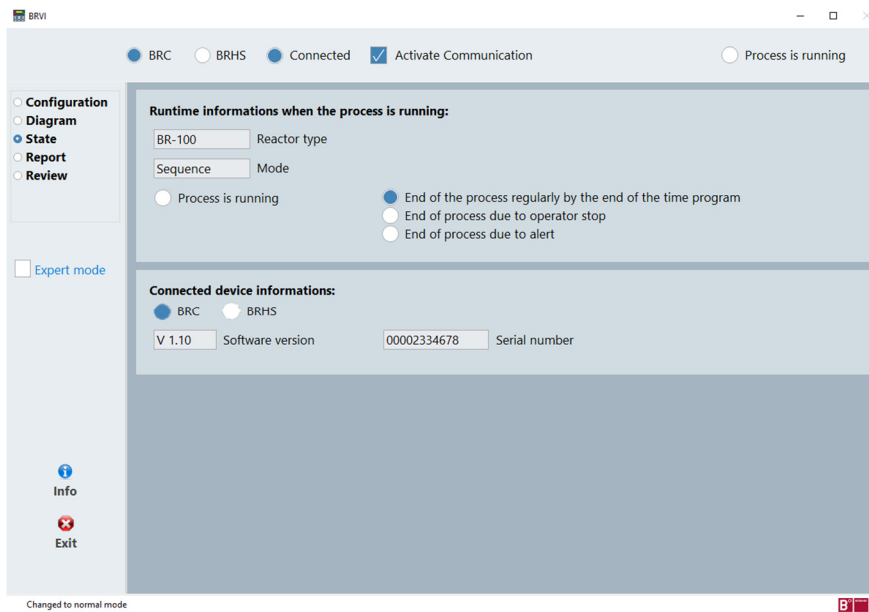 BRVI
BRC BRHS Connected Activate Communication Process is running
Configuration
Diagram
State
Report
Review
Expert mode
Info
Exit
Runtime informations when the process is running:
BR-100 Reactor type
Sequence Mode
Process is running
End of the process regularly by the end of the time program
End of process due to operator stop
End of process due to alert
Connected device informations:
BRC BRHS
V 1.10 Software version 00002334678 Serial number
Changed to normal mode